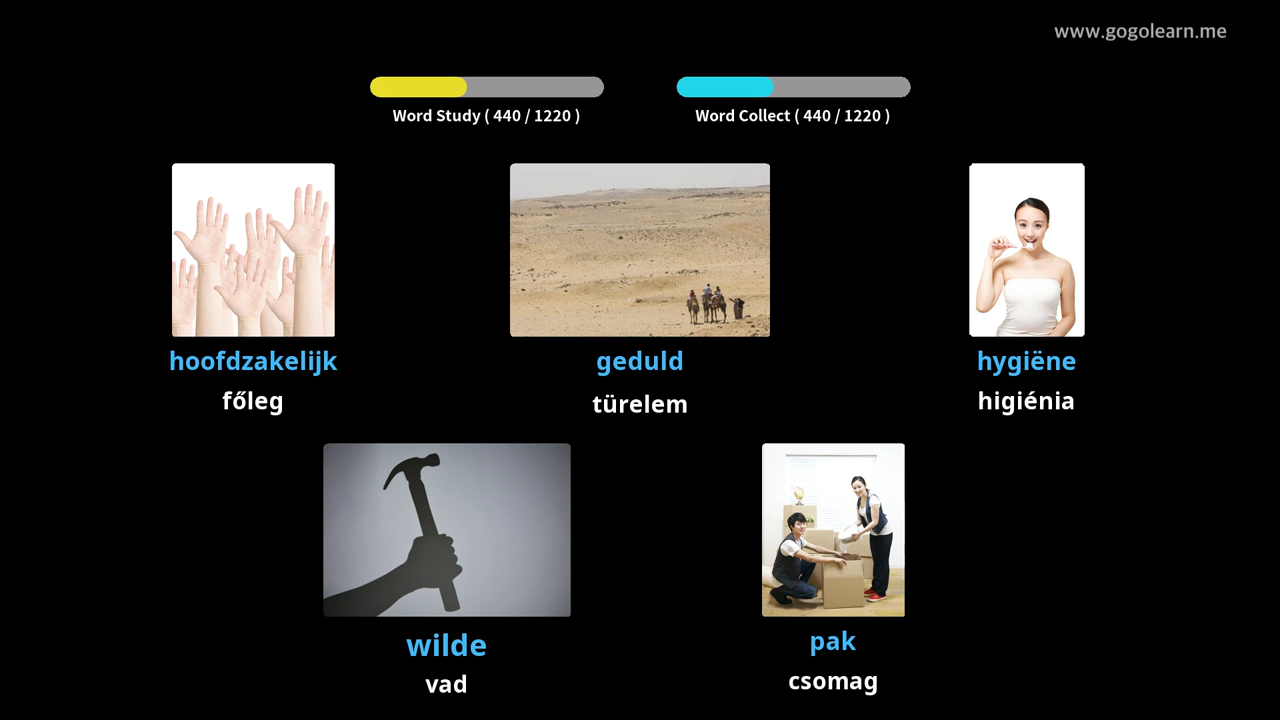 www.gogolearn.me
Word Study ( 440 / 1220 )
Word Collect ( 440 / 1220 )
hoofdzakelijk
főleg
geduld
türelem
hygiëne
higiénia
wilde
vad
pak
csomag